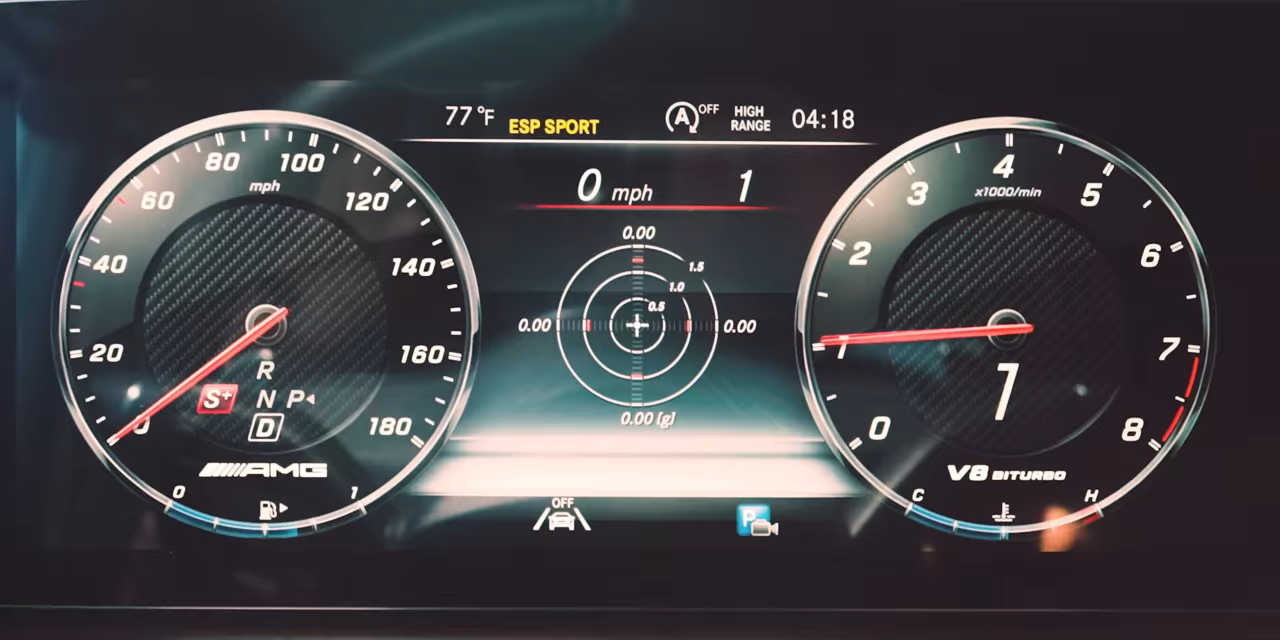 77 °F ESP SPORT A OFF HIGH RANGE 04:18
0 mph 1
0 20 40 60 80 100 120 140 160 180
mph
R
S+ N P
D
AMG
0 1
0.00
1.5
1.0
0.5
0.00 0.00
0.00 [g]
OFF
P
0 1 2 3 4 5 6 7 8
x1000/min
1
V8 BITURBO
C H